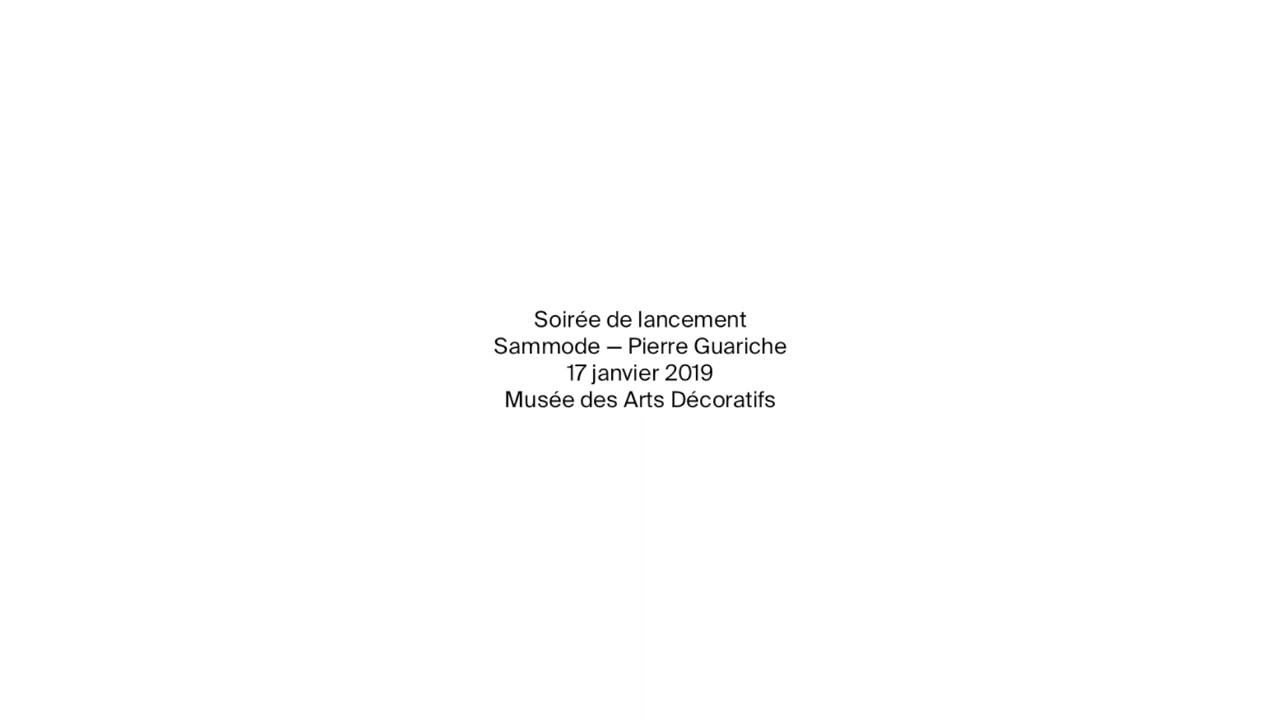 Soirée de lancement
Sammode — Pierre Guariche
17 janvier 2019
Musée des Arts Décoratifs